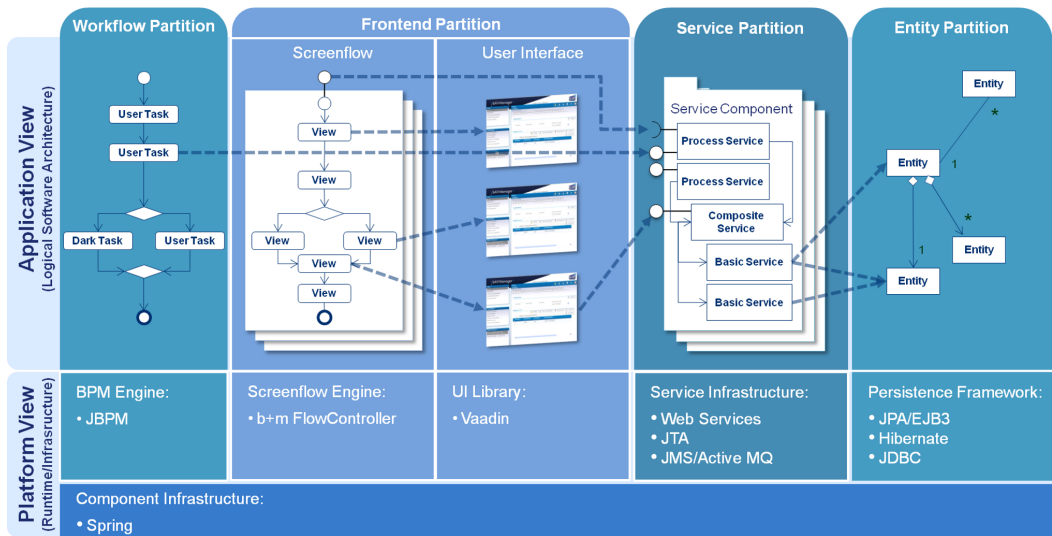 Workflow Partition
Frontend Partition
Service Partition
Entity Partition
Application View
(Logical Software Architecture)
Screenflow
User Interface
User Task
User Task
Dark Task
User Task
View
View
View
View
View
View
Service Component
Process Service
Process Service
Composite
Service
Basic Service
Basic Service
Entity
*
1
Entity
*
Entity
1
Entity
Platform View
(Runtime/Infrasructure)
BPM Engine:
• JBPM
Screenflow Engine:
• b+m FlowController
UI Library:
• Vaadin
Service Infrastructure:
• Web Services
• JTA
• JMS/Active MQ
Persistence Framework:
• JPA/EJB3
• Hibernate
• JDBC
Component Infrastructure:
• Spring